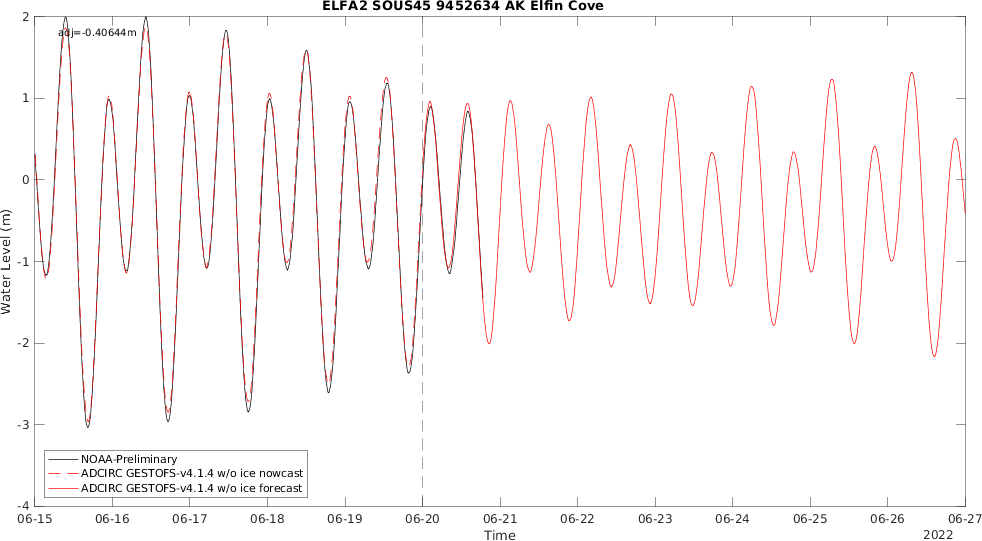 ELFA2 SOUS45 9452634 AK Elfin Cove
adj=-0.40644m
2
1
0
-1
-2
-3
-4
Water Level (m)
NOAA-Preliminary
ADCIRC GESTOFS-v4.1.4 w/o ice nowcast
ADCIRC GESTOFS-v4.1.4 w/o ice forecast
06-15 06-16 06-17 06-18 06-19 06-20 06-21 06-22 06-23 06-24 06-25 06-26 06-27
Time
2022